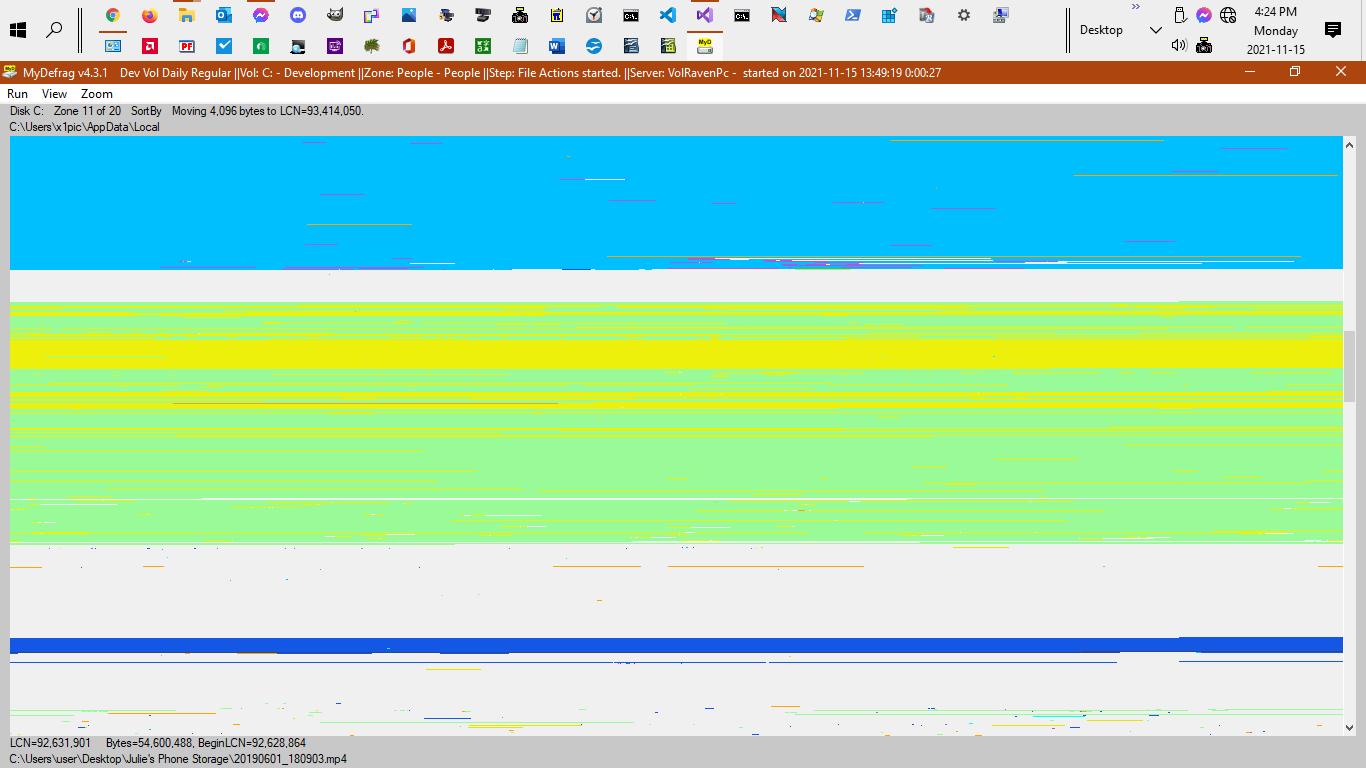 4:24 PM
Desktop
Monday
2021-11-15
MyDefrag v4.3.1 Dev Vol Daily Regular ||Vol: C: - Development ||Zone: People - People ||Step: File Actions started. ||Server: VolRavenPc - started on 2021-11-15 13:49:19 0:00:27
Run View Zoom
Disk C: Zone 11 of 20 SortBy Moving 4,096 bytes to LCN=93,414,050.
C:\Users\x1pic\AppData\Local
LCN=92,631,901 Bytes=54,600,488, BeginLCN=92,628,864
C:\Users\user\Desktop\Julie's Phone Storage\20190601_180903.mp4